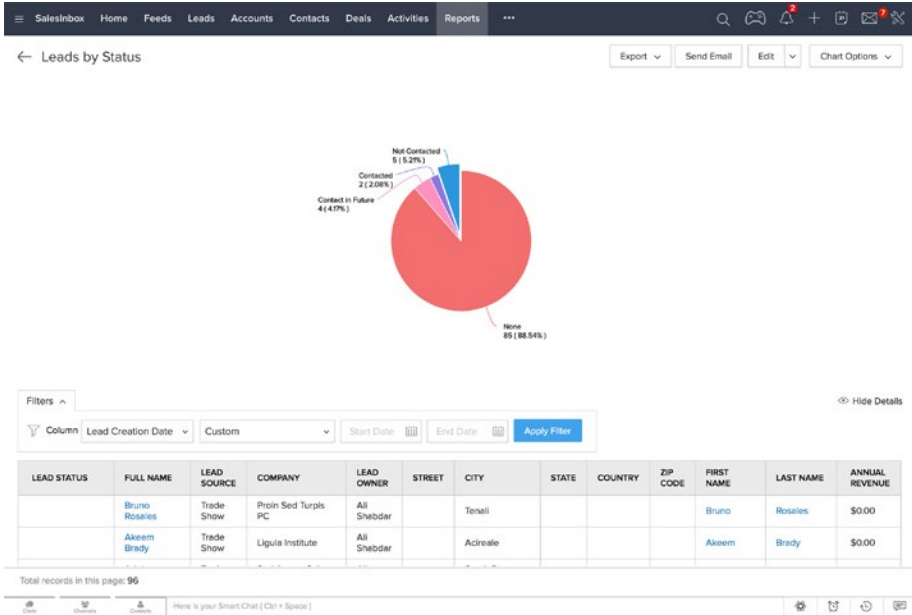 SalesInbox Home Feeds Leads Accounts Contacts Deals Activities Reports •••
2
31
7
Leads by Status
Export Send Email Edit Chart Options
Not Contacted
5 ( 5.21% )
Contacted
2 ( 2.08% )
Contact in Future
4 ( 4.17% )
None
85 ( 88.54% )
Filters
Hide Details
Column Lead Creation Date Custom Start Date End Date Apply Filter
LEAD STATUS FULL NAME LEAD SOURCE COMPANY LEAD OWNER STREET CITY STATE COUNTRY ZIP CODE FIRST NAME LAST NAME ANNUAL REVENUE
Bruno Rosales Trade Show Proin Sed Turpis PC Ali Shabdar Tenali Bruno Rosales $0.00
Akeem Brady Trade Show Ligula Institute Ali Shabdar Acireale Akeem Brady $0.00
Total records in this page: 96
Chats Channels Contacts Here is your Smart Chat ( Ctrl + Space )